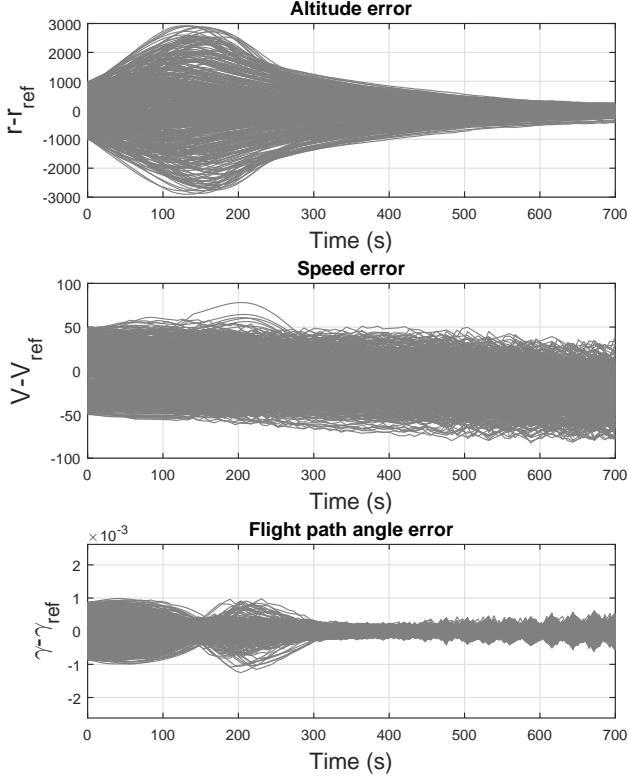 Altitude error
3000
2000
1000
0
-1000
-2000
-3000
r-r_ref
0 100 200 300 400 500 600 700
Time (s)
Speed error
100
50
0
-50
-100
V-V_ref
0 100 200 300 400 500 600 700
Time (s)
Flight path angle error
×10^-3
2
1
0
-1
-2
γ-γ_ref
0 100 200 300 400 500 600 700
Time (s)